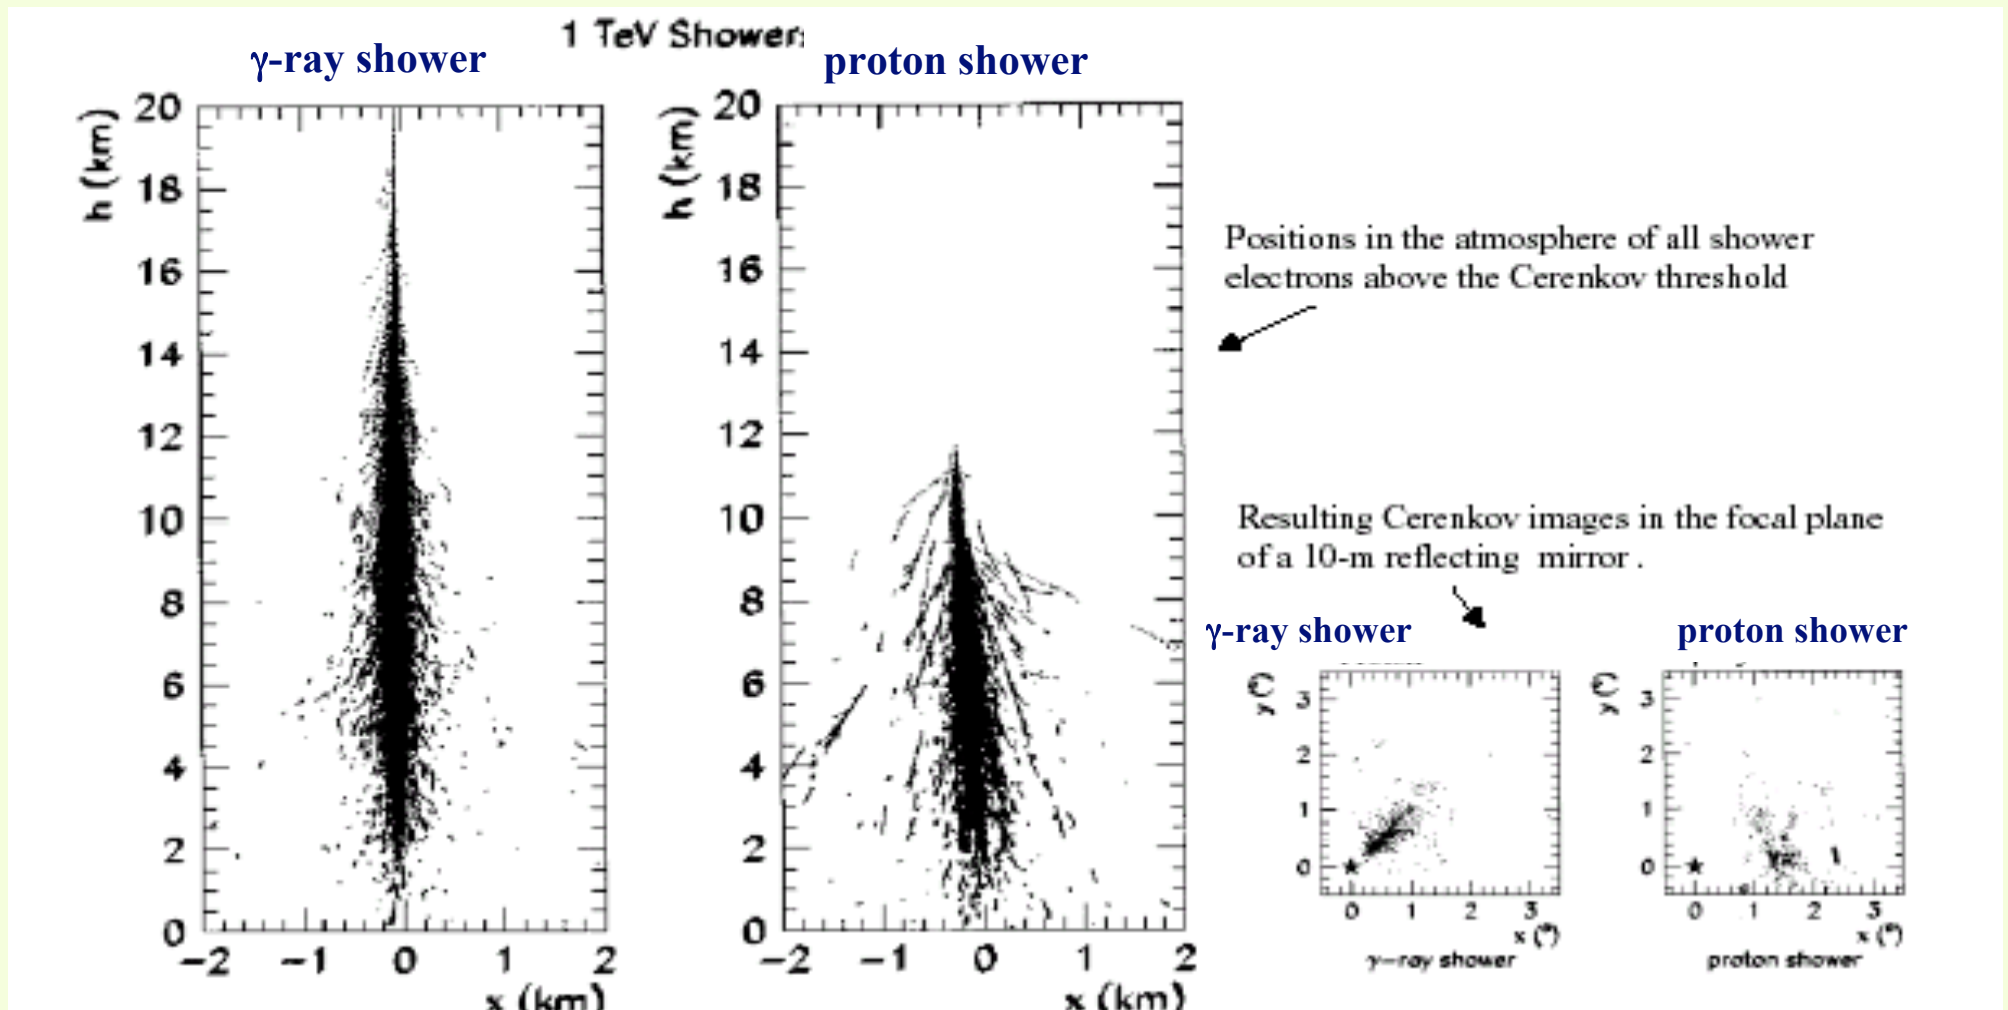 1 TeV Shower
γ-ray shower
proton shower
h (km)
20
18
16
14
12
10
8
6
4
2
0
-2 -1 0 1 2
x (km)
h (km)
20
18
16
14
12
10
8
6
4
2
0
-2 -1 0 1 2
x (km)
Positions in the atmosphere of all shower
electrons above the Cerenkov threshold
Resulting Cerenkov images in the focal plane
of a 10-m reflecting mirror .
γ-ray shower
proton shower
y(°)
3
2
1
0
0 1 2 3
x (°)
γ-ray shower
y(°)
3
2
1
0
0 1 2 3
x (°)
proton shower